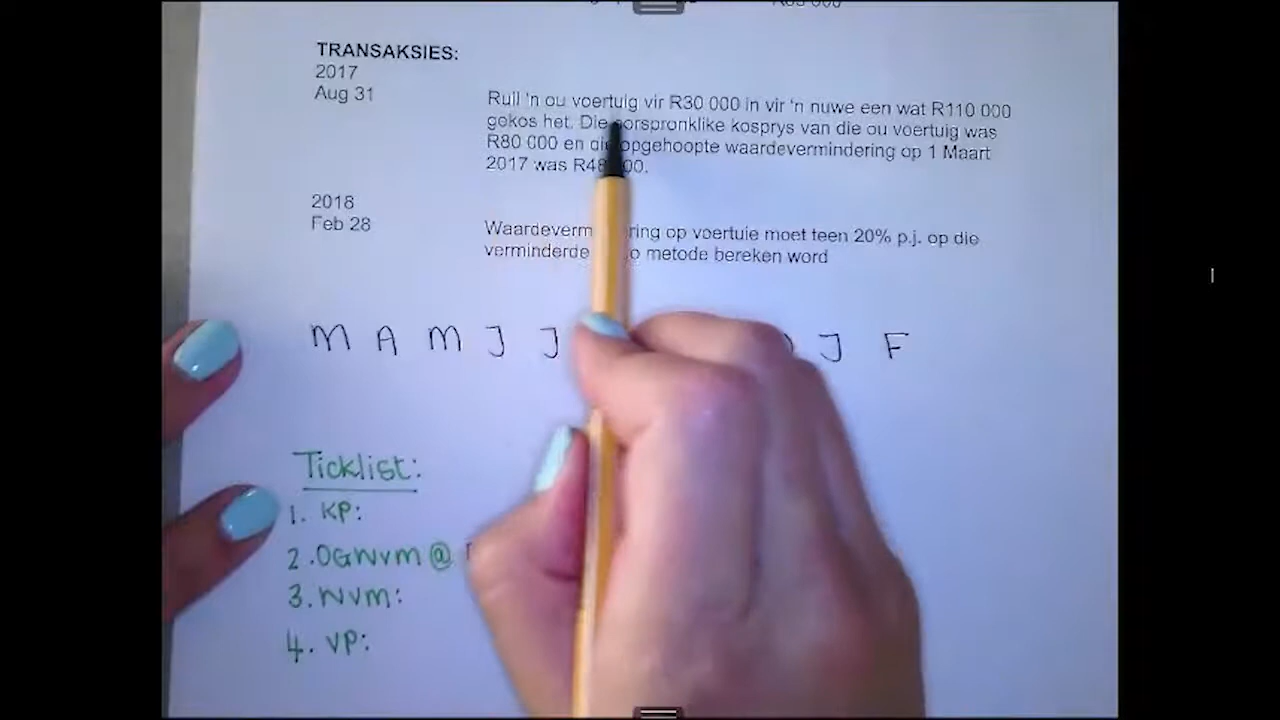 TRANSAKSIES:
2017
Aug 31
Ruil 'n ou voertuig vir R30 000 in vir 'n nuwe een wat R110 000
gekos het. Die oorspronklike kosprys van die ou voertuig was
R80 000 en die opgehoopte waardevermindering op 1 Maart
2017 was
2018
Feb 28
op voertuie moet teen 20% p.j. op die
verminderde metode bereken word
M A M J J J F
Ticklist:
1. KP:
2. OGWVM @
3. WVM:
4. VP: